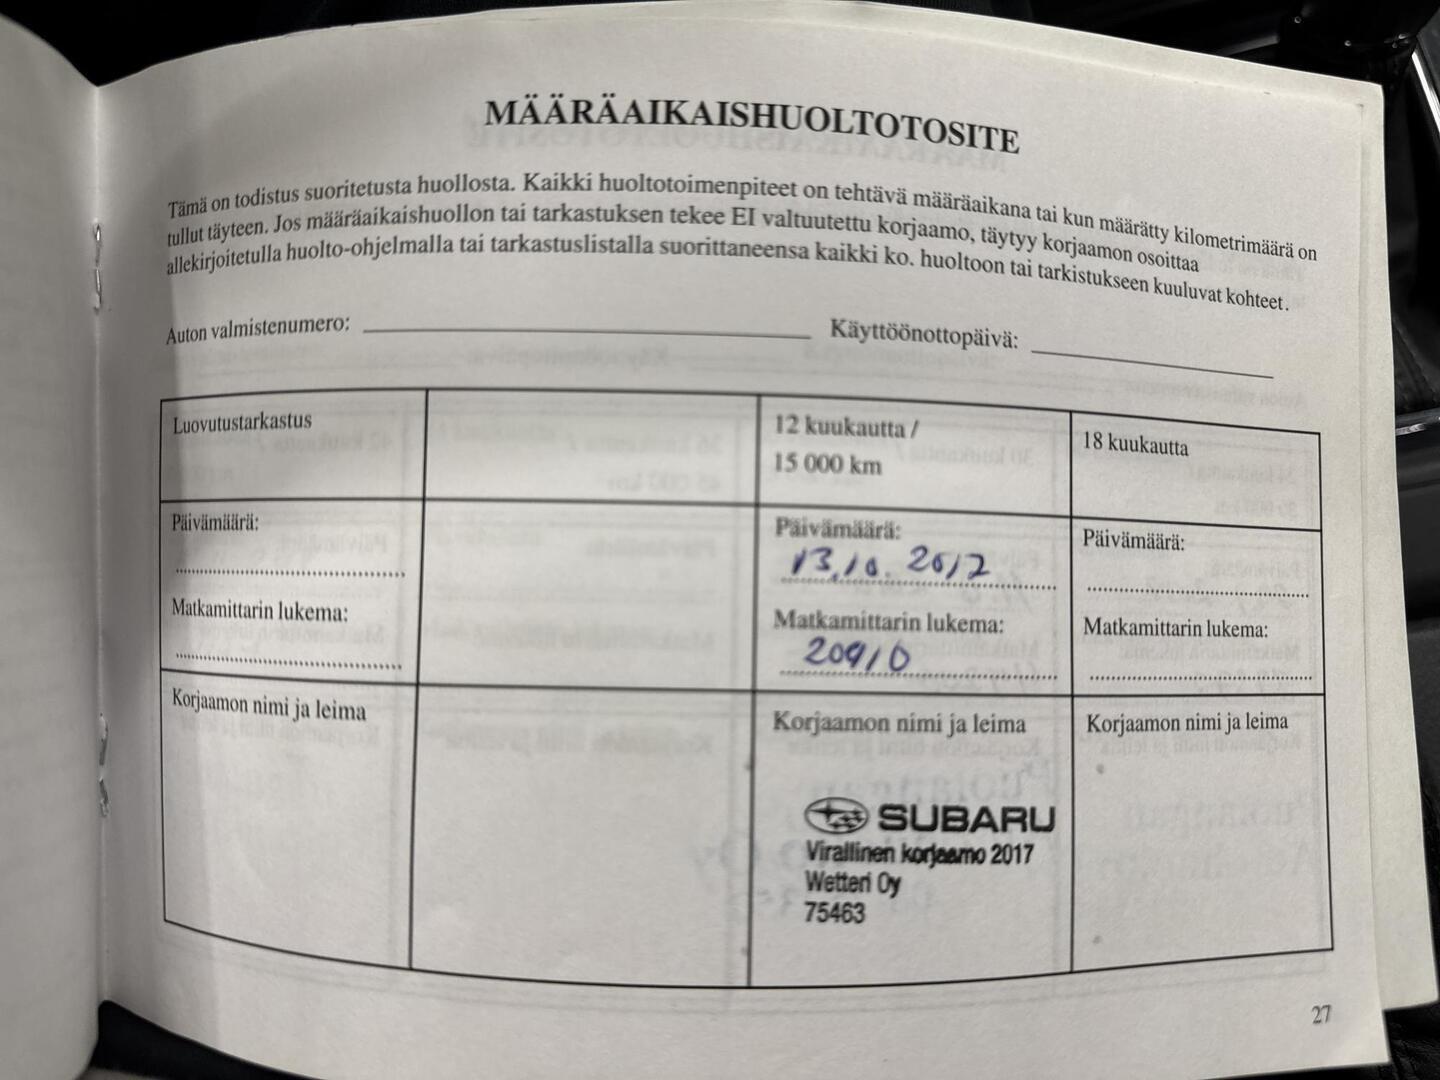 MÄÄRÄAIKAISHUOLTOTOSITE
Tämä on todistus suoritetusta huollosta. Kaikki huoltotoimenpiteet on tehtävä määräaikana tai kun määrätty kilometrimäärä on
tullut täyteen. Jos määräaikaishuollon tai tarkastuksen tekee EI valtuutettu korjaamo, täytyy korjaamon osoittaa
allekirjoitetulla huolto-ohjelmalla tai tarkastuslistalla suorittaneensa kaikki ko. huoltoon tai tarkistukseen kuuluvat kohteet.
Auton valmistenumero:
Käyttöönottopäivä:
Luovutustarkastus
12 kuukautta /
15 000 km
18 kuukautta
Päivämäärä:
Matkamittarin lukema:
Päivämäärä:
13.10.2017
Matkamittarin lukema:
20910
Päivämäärä:
Matkamittarin lukema:
Korjaamon nimi ja leima
Korjaamon nimi ja leima
SUBARU
Virallinen korjaamo 2017
Wetteri Oy
75463
Korjaamon nimi ja leima
27